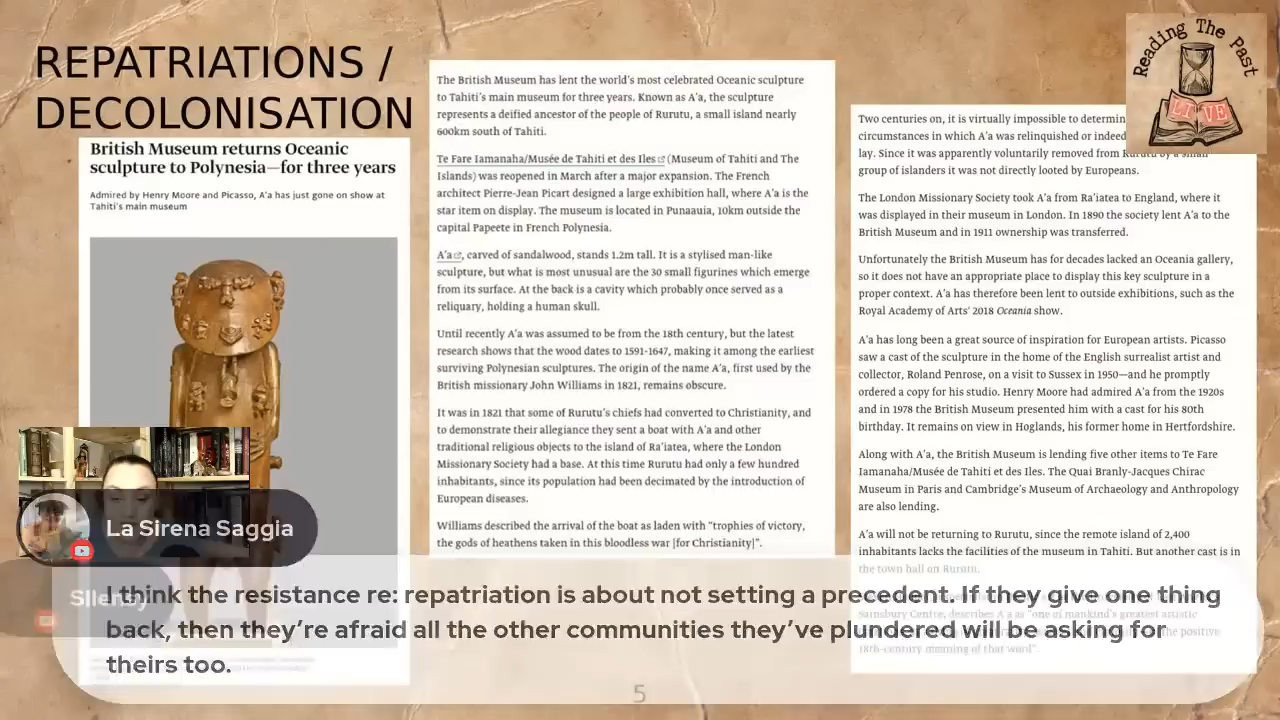 REPATRIATIONS /
DECOLONISATION
British Museum returns Oceanic
sculpture to Polynesia—for three years
Admired by Henry Moore and Picasso, A'a has just gone on show at
Tahiti's main museum
The British Museum has lent the world's most celebrated Oceanic sculpture
to Tahiti's main museum for three years. Known as A'a, the sculpture
represents a deified ancestor of the people of Rurutu, a small island nearly
600km south of Tahiti.
Te Fare Iamanaha/Musée de Tahiti et des Iles (Museum of Tahiti and The
Islands) was reopened in March after a major expansion. The French
architect Pierre-Jean Picart designed a large exhibition hall, where A'a is the
star item on display. The museum is located in Punaauia, 10km outside the
capital Papeete in French Polynesia.
A'a, carved of sandalwood, stands 1.2m tall. It is a stylised man-like
sculpture, but what is most unusual are the 30 small figurines which emerge
from its surface. At the back is a cavity which probably once served as a
reliquary, holding a human skull.
Until recently A'a was assumed to be from the 18th century, but the latest
research shows that the wood dates to 1591-1647, making it among the earliest
surviving Polynesian sculptures. The origin of the name A'a, first used by the
British missionary John Williams in 1821, remains obscure.
It was in 1821 that some of Rurutu's chiefs had converted to Christianity, and
to demonstrate their allegiance they sent a boat with A'a and other
traditional religious objects to the island of Ra'iatea, where the London
Missionary Society had a base. At this time Rurutu had only a few hundred
inhabitants, since its population had been decimated by the introduction of
European diseases.
Williams described the arrival of the boat as laden with "trophies of victory,
the gods of heathens taken in this bloodless war [for Christianity]".
Two centuries on, it is virtually impossible to determin
circumstances in which A'a was relinquished or indeed
lay. Since it was apparently voluntarily removed from Rurutu by a small
group of islanders it was not directly looted by Europeans.
The London Missionary Society took A'a from Ra'iatea to England, where it
was displayed in their museum in London. In 1890 the society lent A'a to the
British Museum and in 1911 ownership was transferred.
Unfortunately the British Museum has for decades lacked an Oceania gallery,
so it does not have an appropriate place to display this key sculpture in a
proper context. A'a has therefore been lent to outside exhibitions, such as the
Royal Academy of Arts' 2018 Oceania show.
A'a has long been a great source of inspiration for European artists. Picasso
saw a cast of the sculpture in the home of the English surrealist artist and
collector, Roland Penrose, on a visit to Sussex in 1950—and he promptly
ordered a copy for his studio. Henry Moore had admired A'a from the 1920s
and in 1978 the British Museum presented him with a cast for his 80th
birthday. It remains on view in Hoglands, his former home in Hertfordshire.
Along with A'a, the British Museum is lending five other items to Te Fare
Iamanaha/Musée de Tahiti et des Iles. The Quai Branly-Jacques Chirac
Museum in Paris and Cambridge's Museum of Archaeology and Anthropology
are also lending.
A'a will not be returning to Rurutu, since the remote island of 2,400
inhabitants lacks the facilities of the museum in Tahiti. But another cast is in
the town hall on Rurutu.
Sainsbury Centre, describes A'a as "one of mankind's greatest artistic
the positive
18th-century meaning of that word".
Reading The Past
LIVE
La Sirena Saggia
I think the resistance re: repatriation is about not setting a precedent. If they give one thing
back, then they're afraid all the other communities they've plundered will be asking for
theirs too.
5